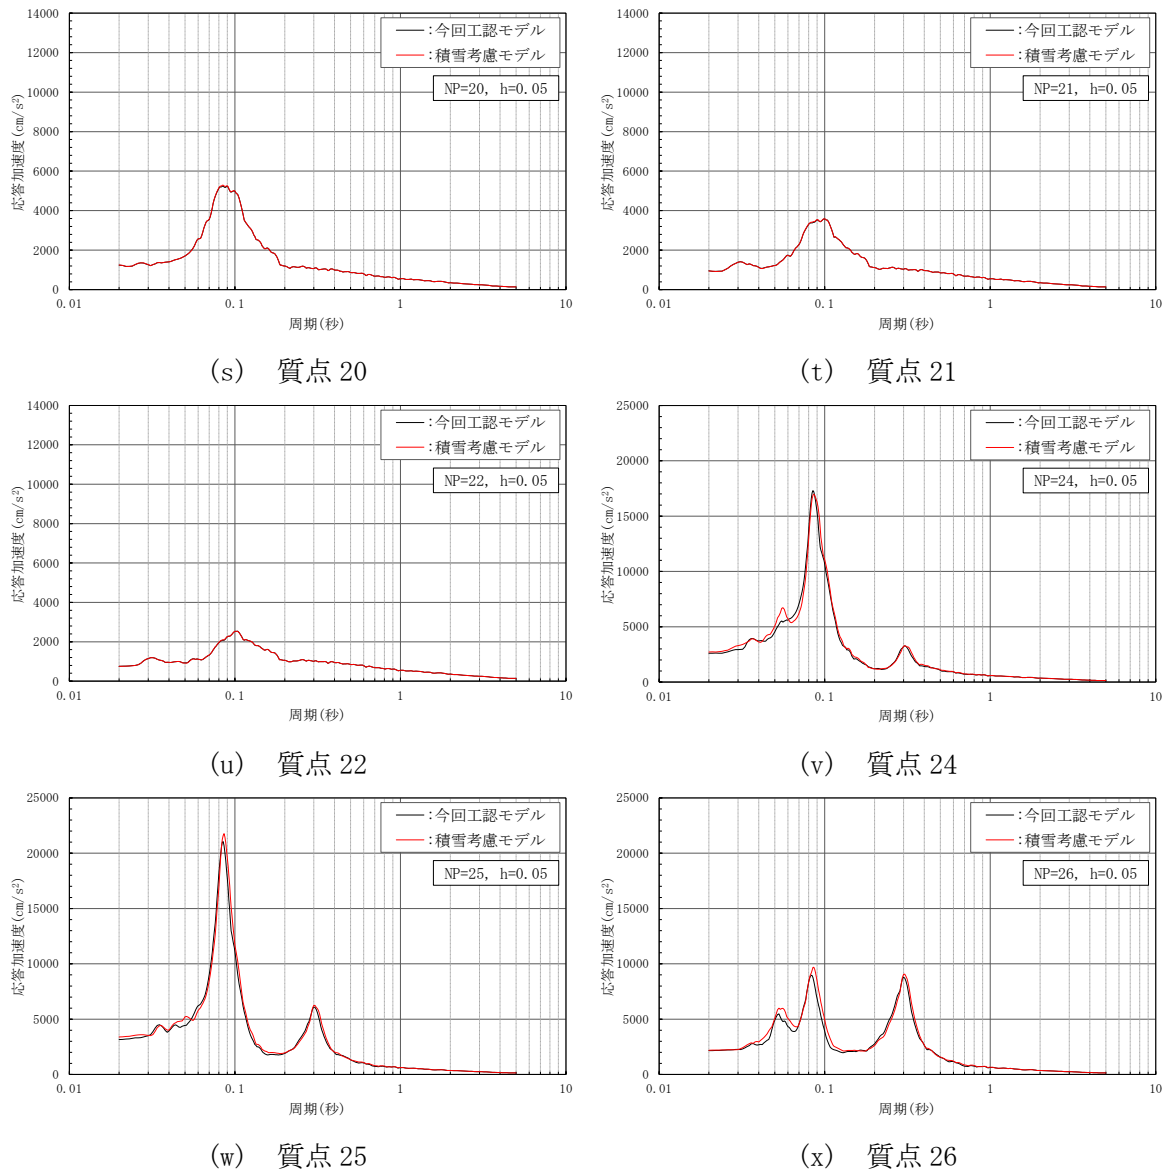 14000
12000
10000
8000
6000
4000
2000
0
0.01
0.1
1
10
応答加速度(cm/s²)
周期(秒)
:今回工認モデル
:積雪考慮モデル
NP=20, h=0.05
(s) 質点 20
14000
12000
10000
8000
6000
4000
2000
0
0.01
0.1
1
10
応答加速度(cm/s²)
周期(秒)
:今回工認モデル
:積雪考慮モデル
NP=21, h=0.05
(t) 質点 21
14000
12000
10000
8000
6000
4000
2000
0
0.01
0.1
1
10
応答加速度(cm/s²)
周期(秒)
:今回工認モデル
:積雪考慮モデル
NP=22, h=0.05
(u) 質点 22
25000
20000
15000
10000
5000
0
0.01
0.1
1
10
応答加速度(cm/s²)
周期(秒)
:今回工認モデル
:積雪考慮モデル
NP=24, h=0.05
(v) 質点 24
25000
20000
15000
10000
5000
0
0.01
0.1
1
10
応答加速度(cm/s²)
周期(秒)
:今回工認モデル
:積雪考慮モデル
NP=25, h=0.05
(w) 質点 25
25000
20000
15000
10000
5000
0
0.01
0.1
1
10
応答加速度(cm/s²)
周期(秒)
:今回工認モデル
:積雪考慮モデル
NP=26, h=0.05
(x) 質点 26